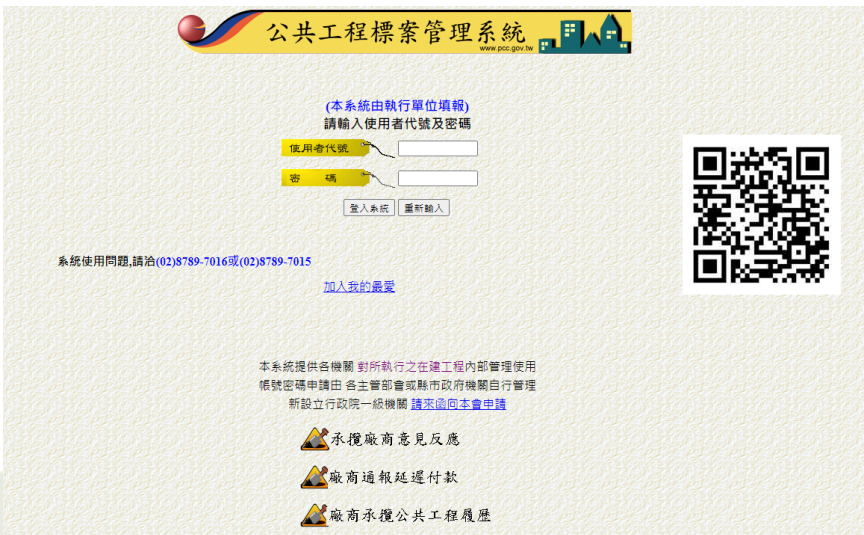 公共工程標案管理系統
www.pcc.gov.tw
(本系統由執行單位填報)
請輸入使用者代號及密碼
使用者代號
密 碼
登入系統 重新輸入
系統使用問題,請洽(02)8789-7016或(02)8789-7015
加入我的最愛
本系統提供各機關 對所執行之在建工程內部管理使用
帳號密碼申請由 各主管部會或縣市政府機關自行管理
新設立行政院一級機關 請來函向本會申請
承攬廠商意見反應
廠商通報延遲付款
廠商承攬公共工程履歷